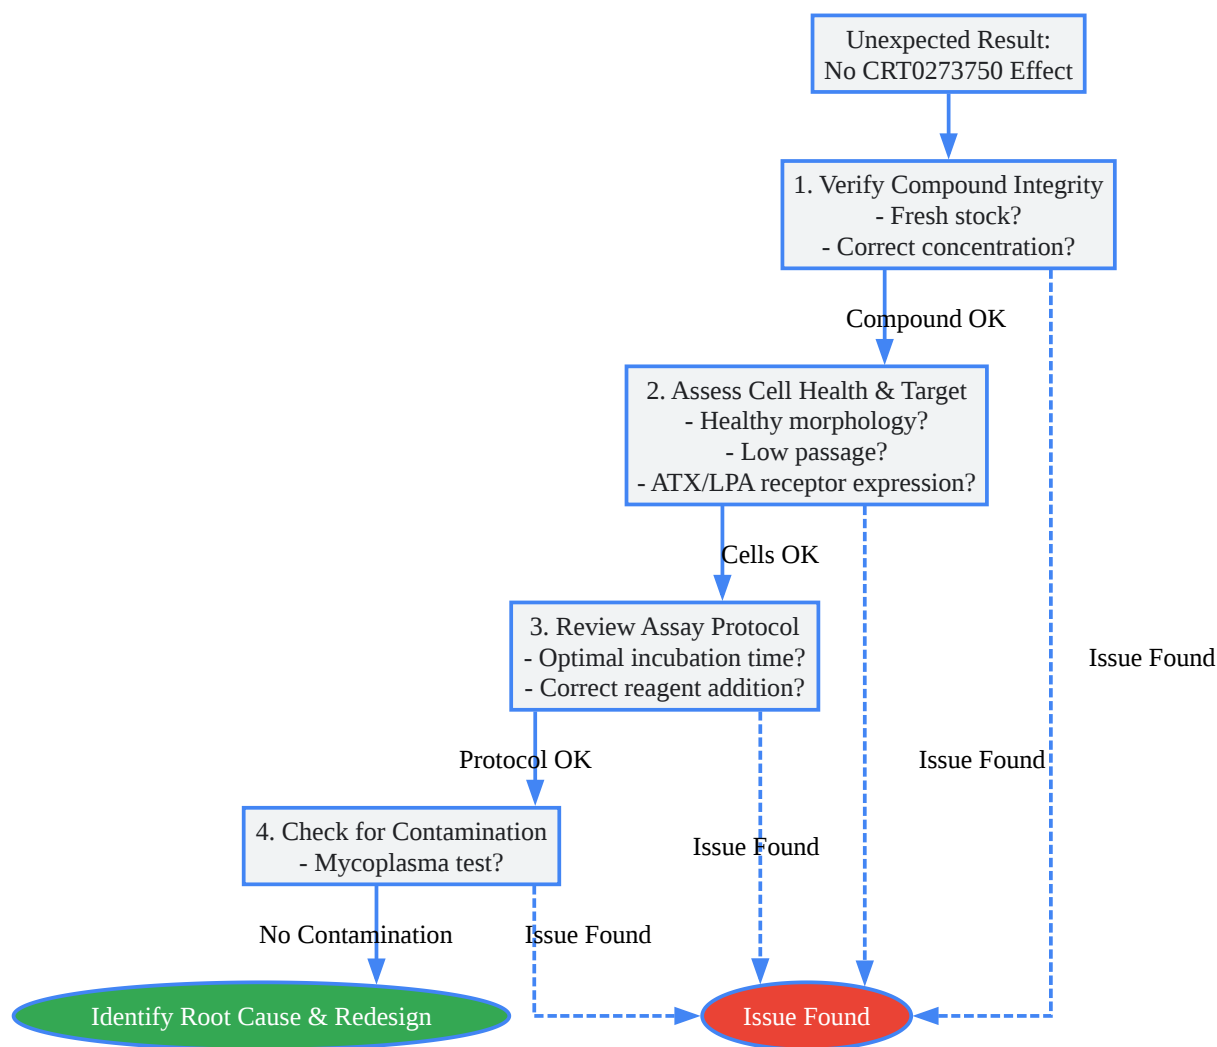 Unexpected Result:
No CRT0273750 Effect
1. Verify Compound Integrity
- Fresh stock?
- Correct concentration?
Compound OK
2. Assess Cell Health & Target
- Healthy morphology?
- Low passage?
- ATX/LPA receptor expression?
Cells OK
3. Review Assay Protocol
- Optimal incubation time?
- Correct reagent addition?
Issue Found
Protocol OK
Issue Found
4. Check for Contamination
- Mycoplasma test?
Issue Found
No Contamination
Issue Found
Identify Root Cause & Redesign
Issue Found